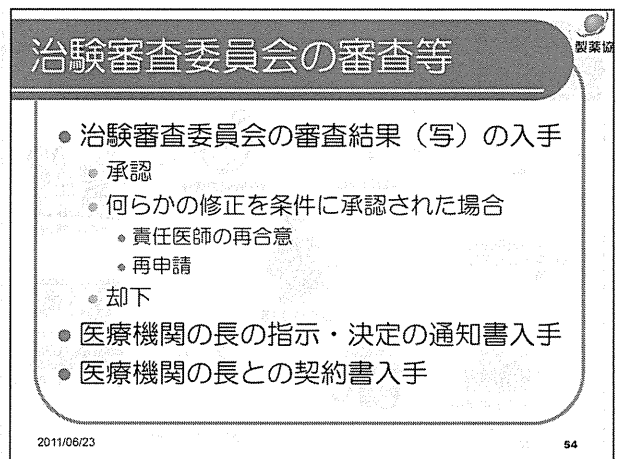 治験審査委員会の審査等
製薬協
● 治験審査委員会の審査結果（写）の入手
● 承認
● 何らかの修正を条件に承認された場合
● 責任医師の再合意
● 再申請
● 却下
● 医療機関の長の指示・決定の通知書入手
● 医療機関の長との契約書入手
2011/06/23
54